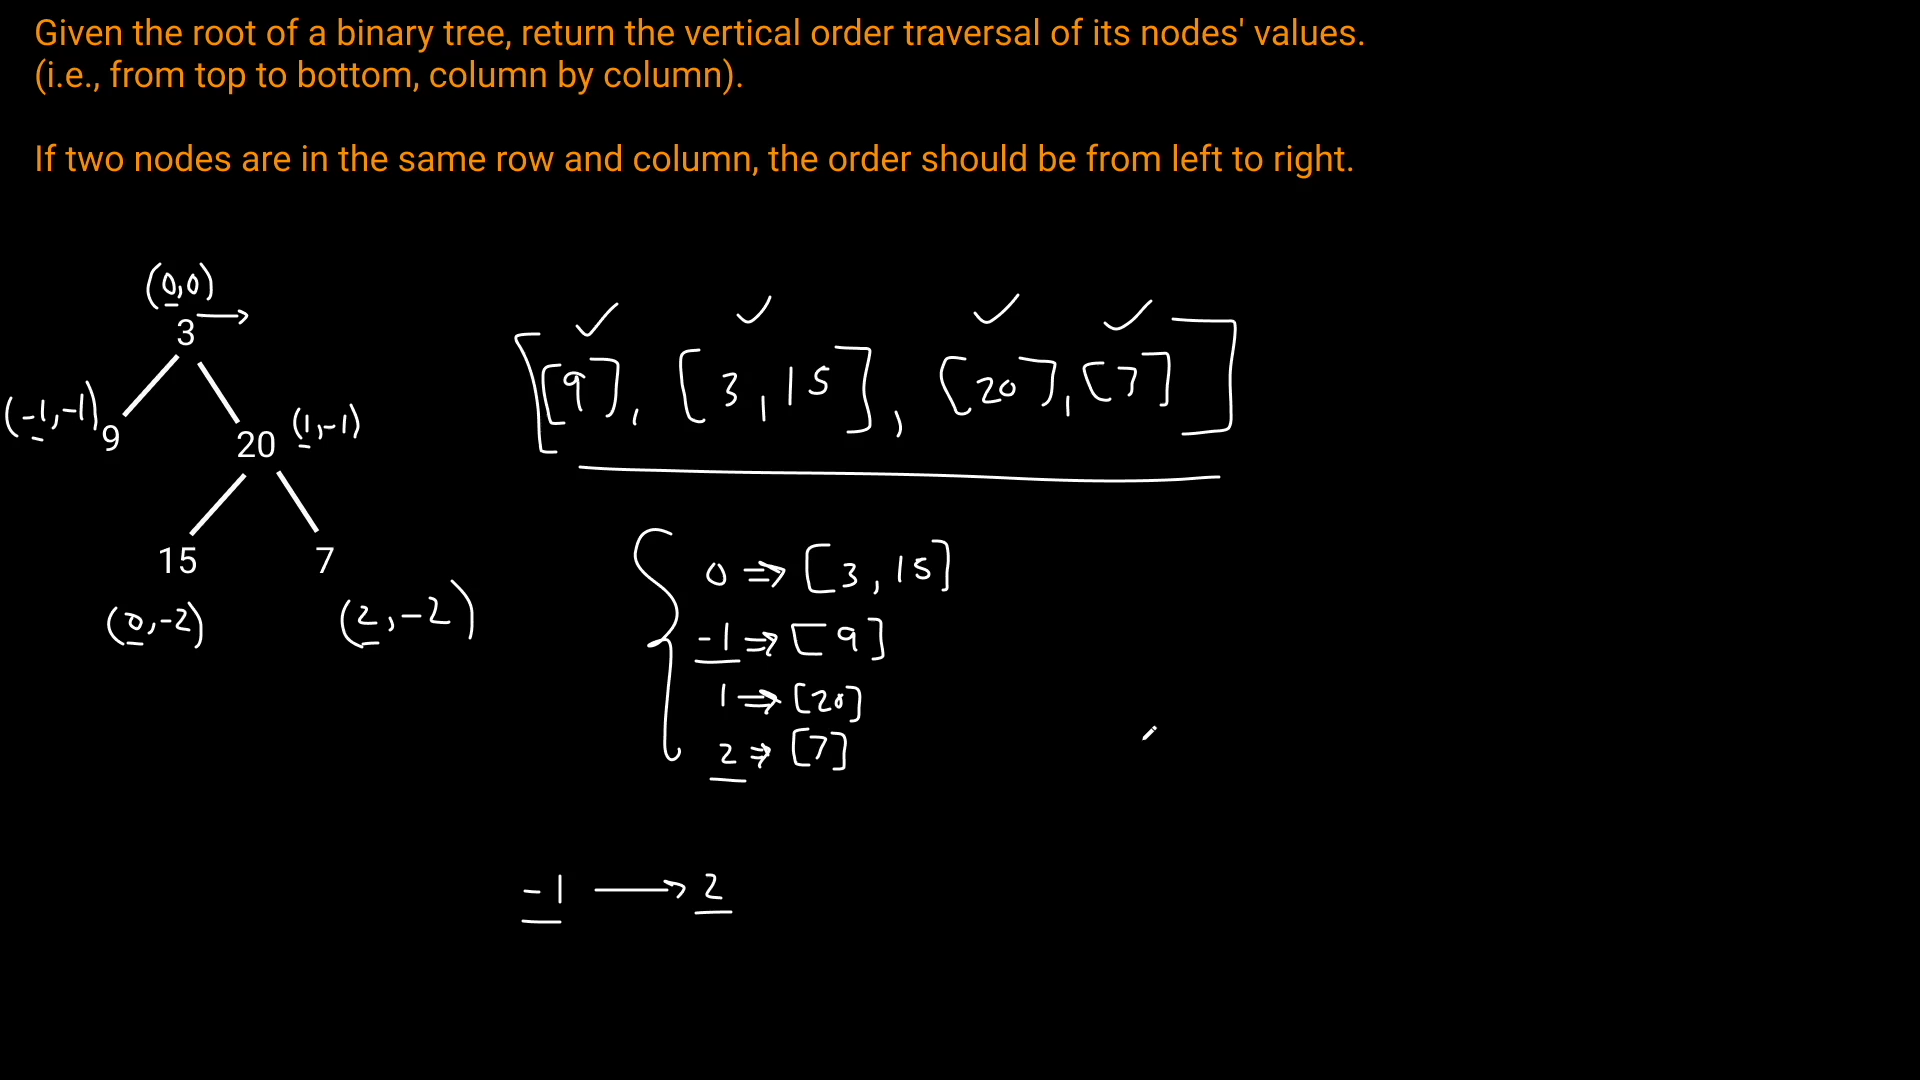 Given the root of a binary tree, return the vertical order traversal of its nodes' values.
(i.e., from top to bottom, column by column).
If two nodes are in the same row and column, the order should be from left to right.
(0,0)
3
(-1,-1)
9
20
(1,-1)
15
7
(0,-2)
(2,-2)
[[9], [3,15], [20],[7]]
{ 0 => [3,15]
-1 => [9]
1 => [20]
2 => [7]
-1 → 2